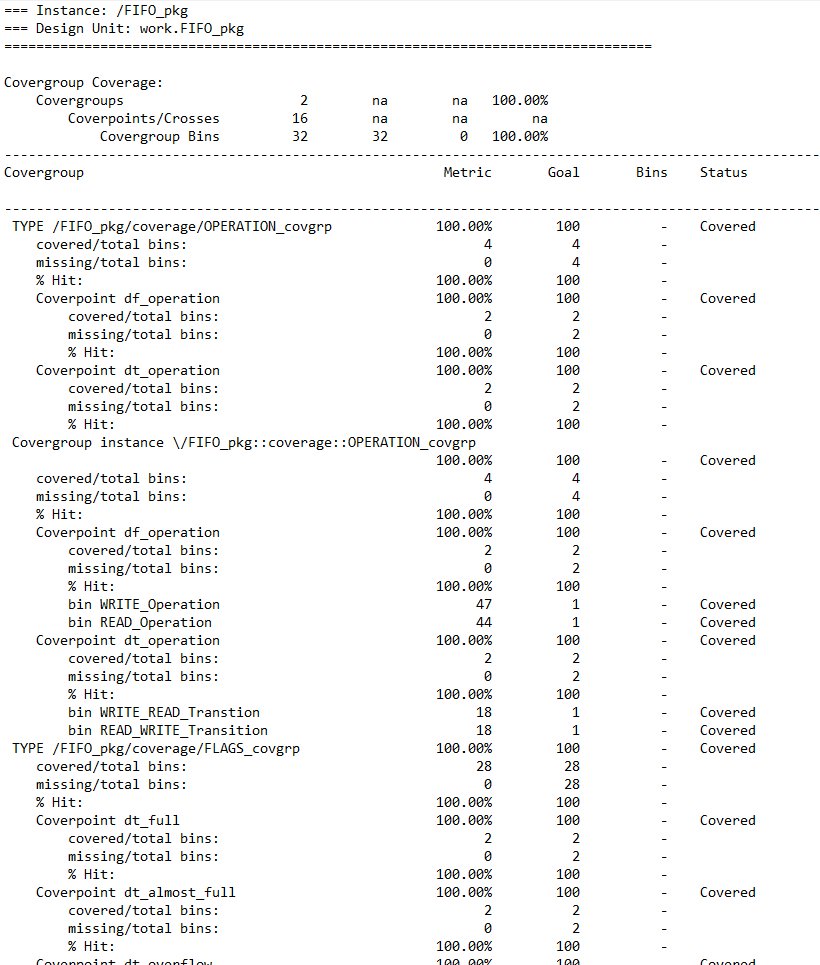 === Instance: /FIFO_pkg
=== Design Unit: work.FIFO_pkg
=================================================================================
Covergroup Coverage:
Covergroups 2 na na 100.00%
Coverpoints/Crosses 16 na na na
Covergroup Bins 32 32 0 100.00%
----------------------------------------------------------------------------------------------------------
Covergroup Metric Goal Bins Status
----------------------------------------------------------------------------------------------------------
TYPE /FIFO_pkg/coverage/OPERATION_covgrp 100.00% 100 - Covered
covered/total bins: 4 4 -
missing/total bins: 0 4 -
% Hit: 100.00% 100 -
Coverpoint df_operation 100.00% 100 - Covered
covered/total bins: 2 2 -
missing/total bins: 0 2 -
% Hit: 100.00% 100 -
Coverpoint dt_operation 100.00% 100 - Covered
covered/total bins: 2 2 -
missing/total bins: 0 2 -
% Hit: 100.00% 100 -
Covergroup instance \/FIFO_pkg::coverage::OPERATION_covgrp
100.00% 100 - Covered
covered/total bins: 4 4 -
missing/total bins: 0 4 -
% Hit: 100.00% 100 -
Coverpoint df_operation 100.00% 100 - Covered
covered/total bins: 2 2 -
missing/total bins: 0 2 -
% Hit: 100.00% 100 -
bin WRITE_Operation 47 1 - Covered
bin READ_Operation 44 1 - Covered
Coverpoint dt_operation 100.00% 100 - Covered
covered/total bins: 2 2 -
missing/total bins: 0 2 -
% Hit: 100.00% 100 -
bin WRITE_READ_Transtion 18 1 - Covered
bin READ_WRITE_Transition 18 1 - Covered
TYPE /FIFO_pkg/coverage/FLAGS_covgrp 100.00% 100 - Covered
covered/total bins: 28 28 -
missing/total bins: 0 28 -
% Hit: 100.00% 100 -
Coverpoint dt_full 100.00% 100 - Covered
covered/total bins: 2 2 -
missing/total bins: 0 2 -
% Hit: 100.00% 100 -
Coverpoint dt_almost_full 100.00% 100 - Covered
covered/total bins: 2 2 -
missing/total bins: 0 2 -
% Hit: 100.00% 100 -
Coverpoint dt_overflow 100.00% 100 - Covered